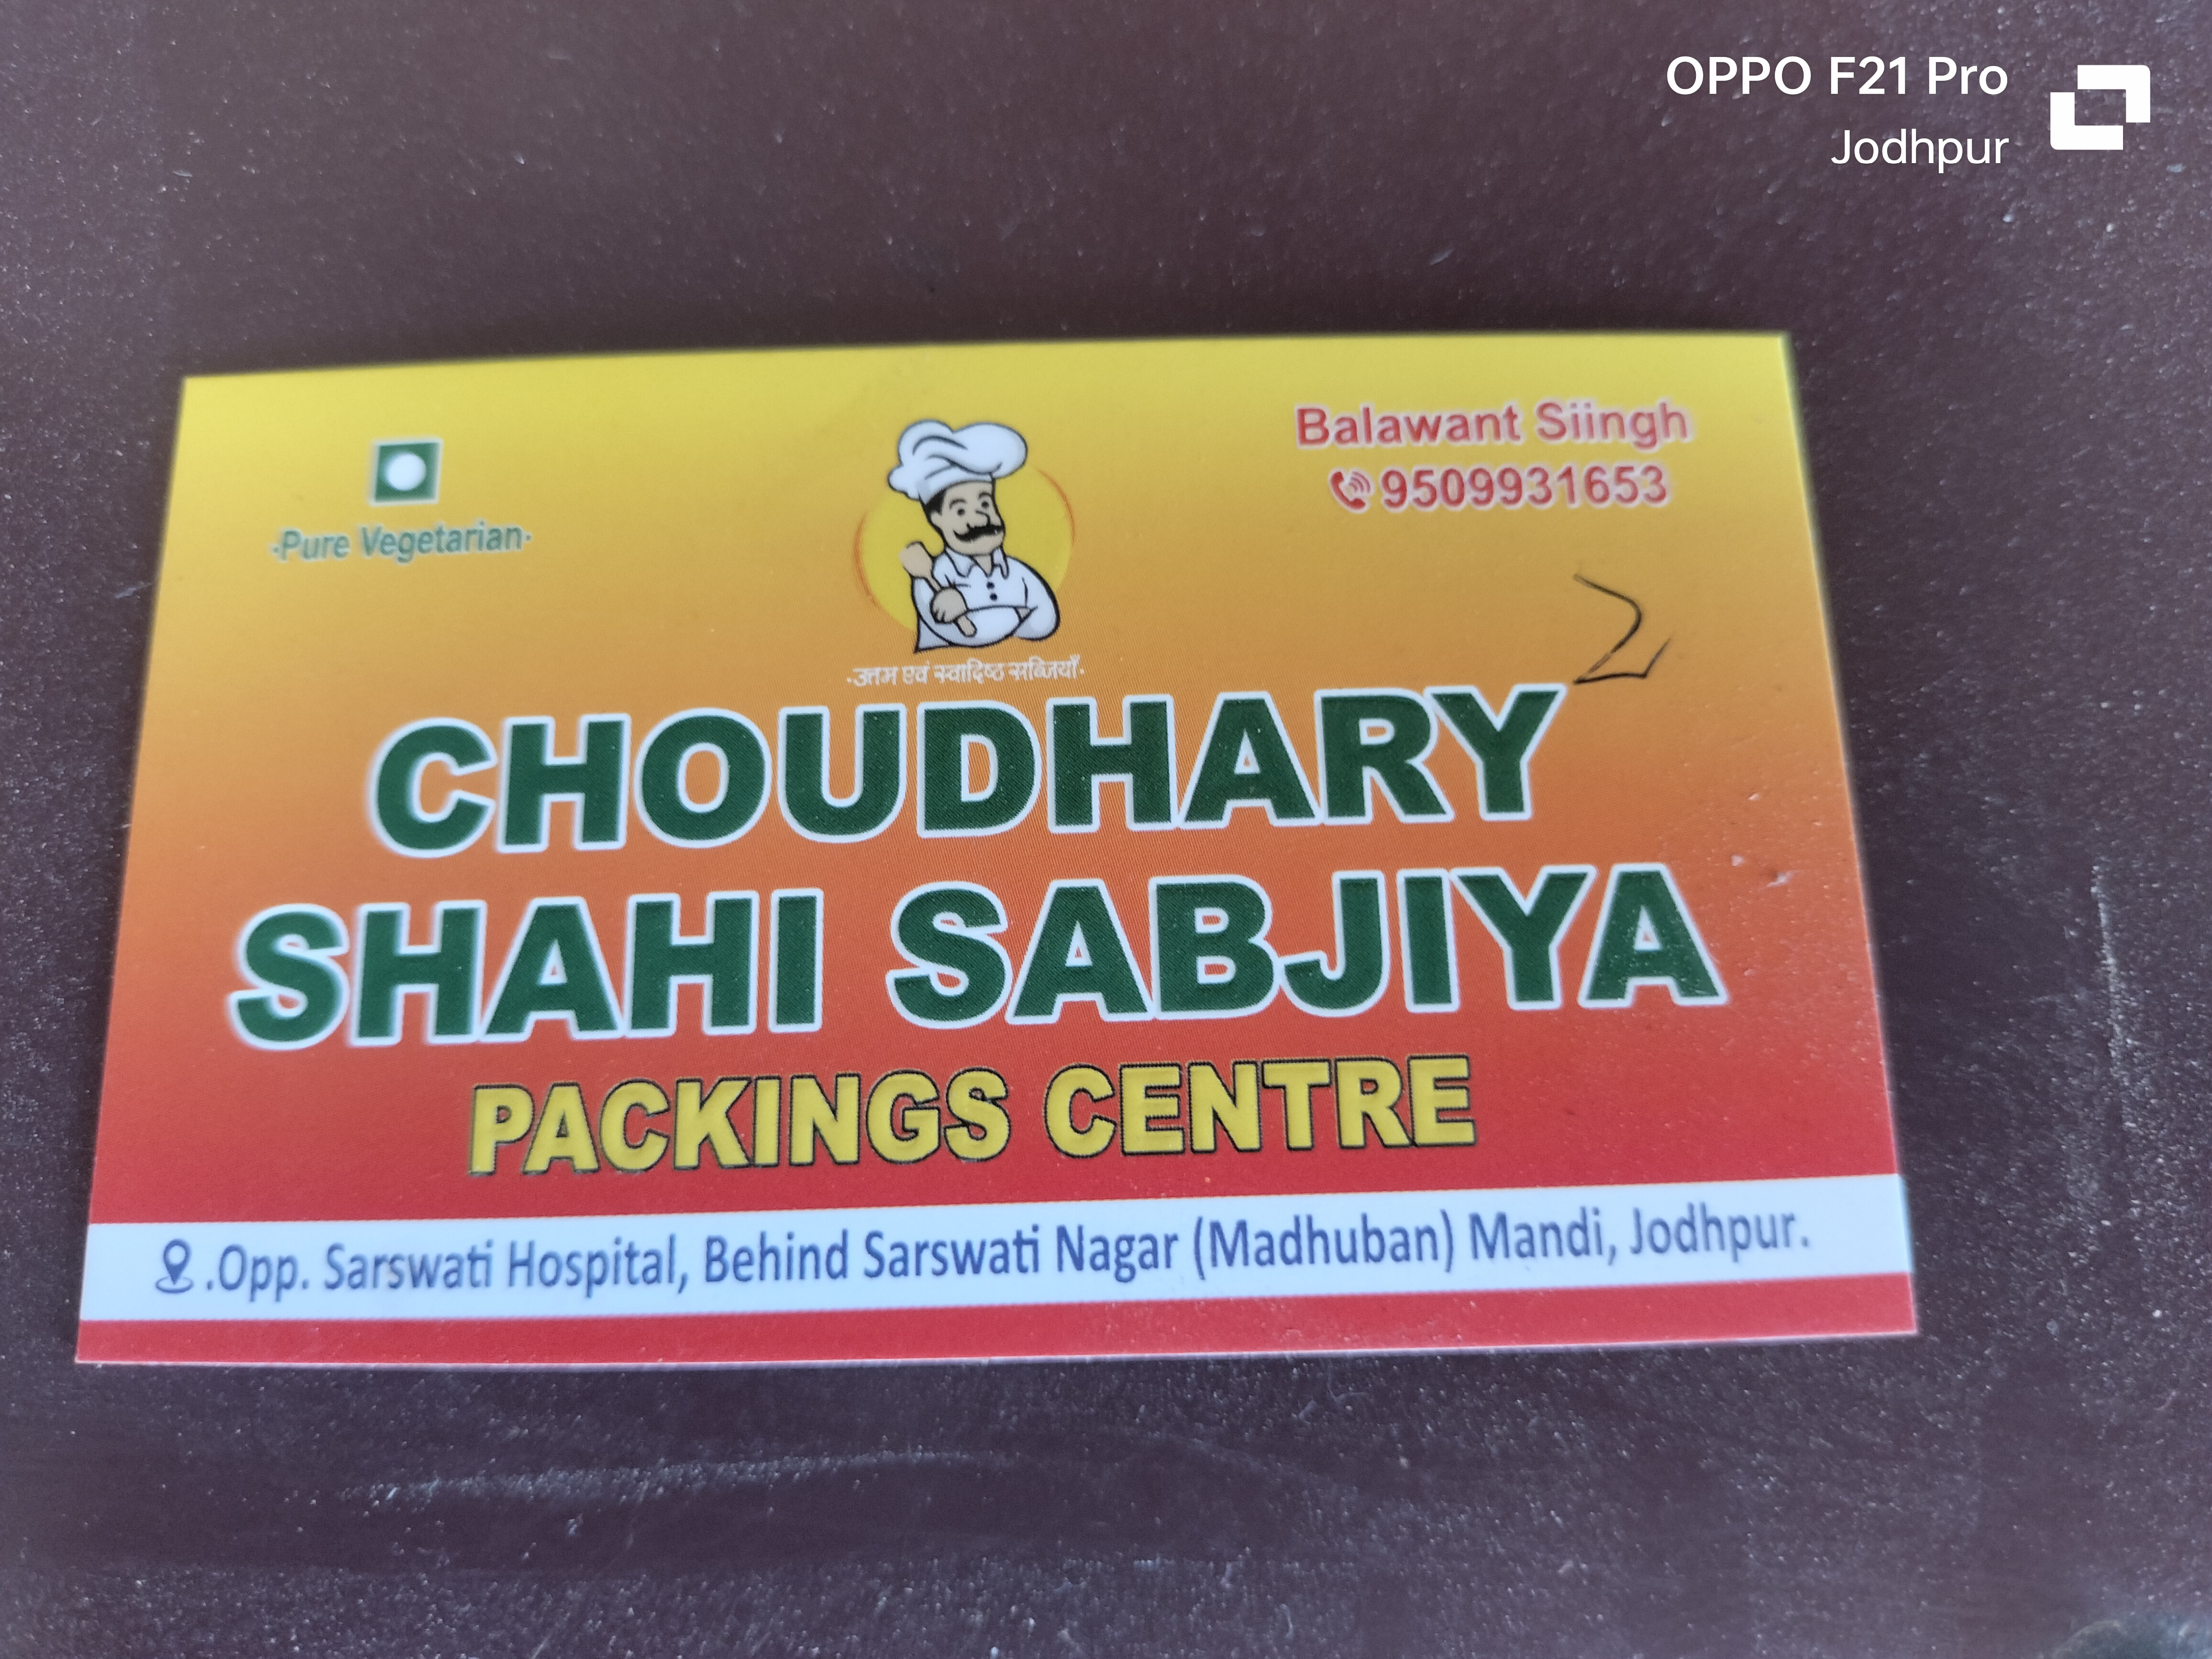 OPPO F21 Pro
Jodhpur
Balawant Siingh
9509931653
·Pure Vegetarian·
2
·उत्तम एवं स्वादिष्ठ सब्जियाँ·
CHOUDHARY
SHAHI SABJIYA
PACKINGS CENTRE
.Opp. Sarswati Hospital, Behind Sarswati Nagar (Madhuban) Mandi, Jodhpur.